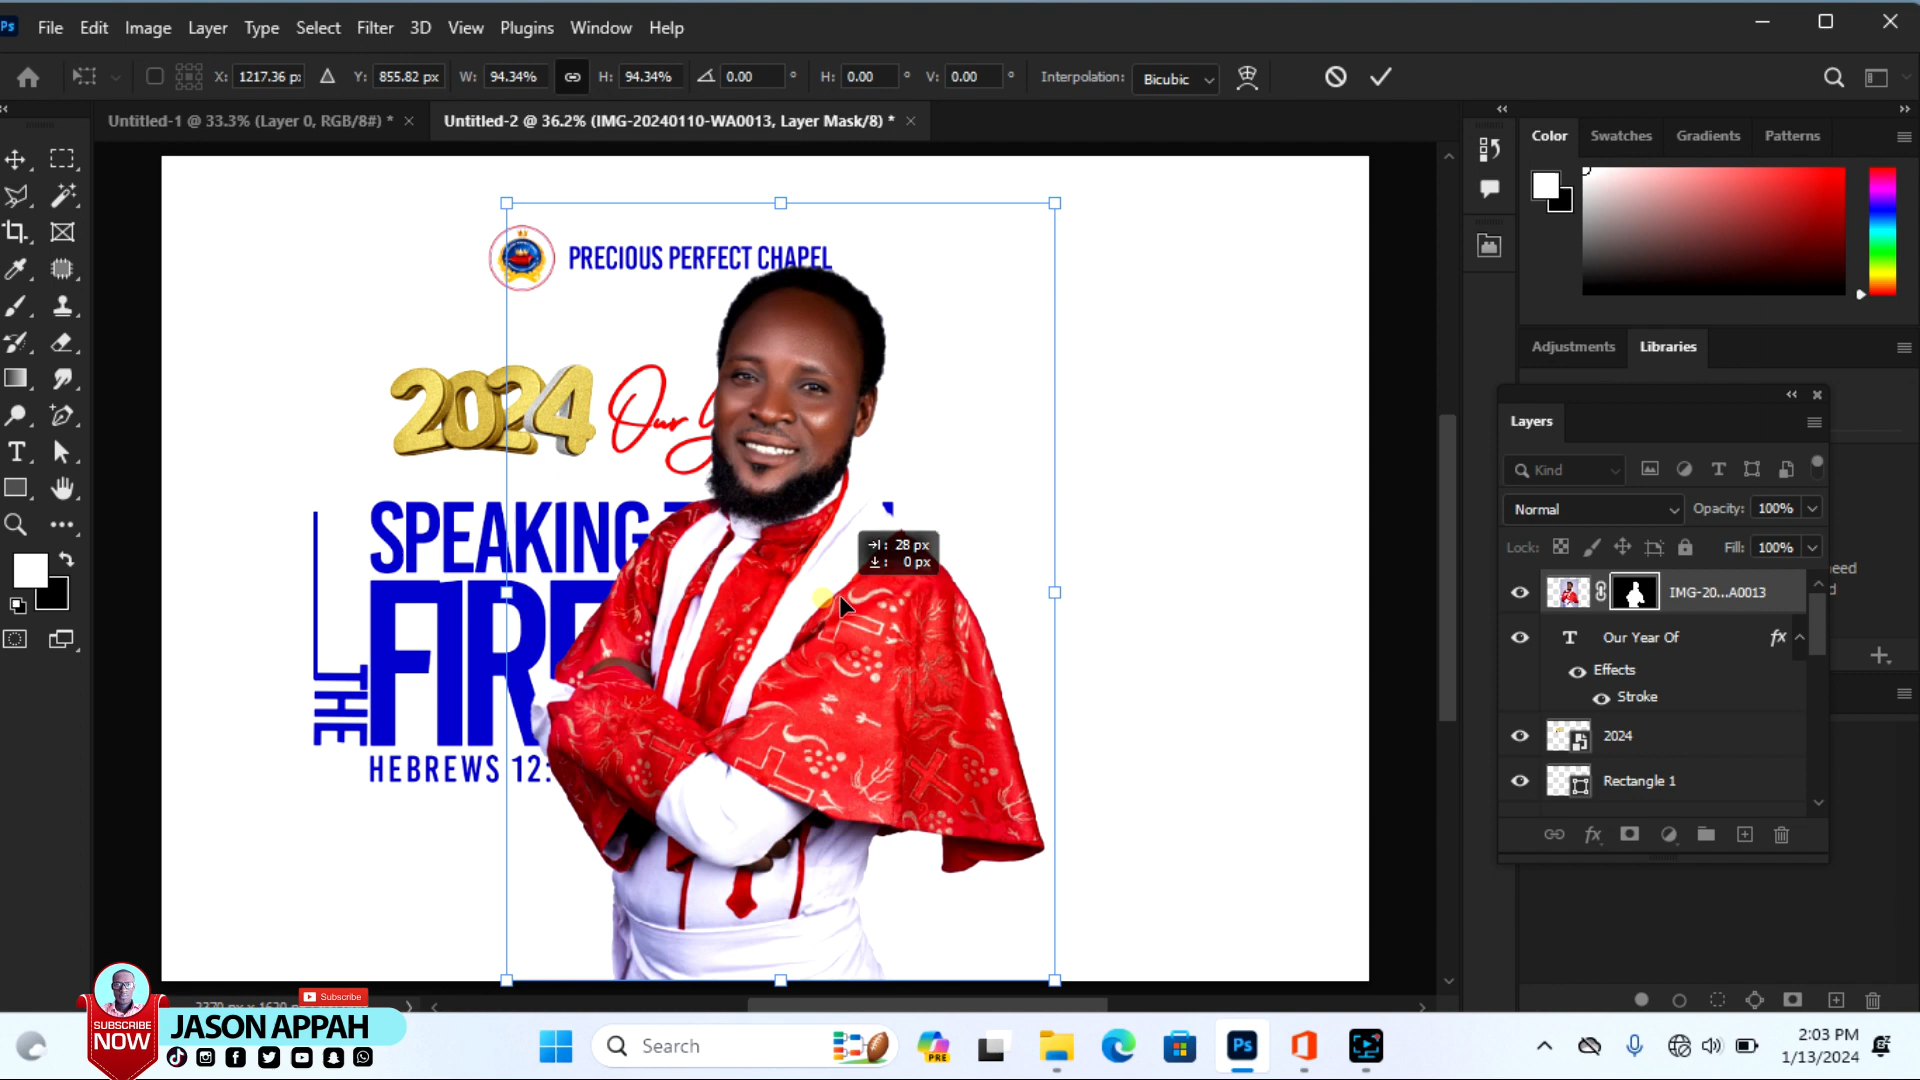 File Edit Image Layer Type Select Filter 3D View Plugins Window Help
X: 1217.36 p Y: 855.82 px W: 94.34% H: 94.34% 0.00 ° H: 0.00 ° V: 0.00 ° Interpolation: Bicubic
Untitled-1 @ 33.3% (Layer 0, RGB/8#) * × Untitled-2 @ 36.2% (IMG-20240110-WA0013, Layer Mask/8) * ×
Color Swatches Gradients Patterns
PRECIOUS PERFECT CHAPEL
2024 Our
SPEAKING
THE
FIRE
HEBREWS 12:
28 px
0 px
Adjustments Libraries
Layers
Kind
Normal Opacity: 100%
Lock: Fill: 100%
IMG-20...A0013
Our Year Of fx
Effects
Stroke
2024
Rectangle 1
fx
Subscribe
SUBSCRIBE
NOW
JASON APPAH
Search
PRE
Ps
2:03 PM
1/13/2024